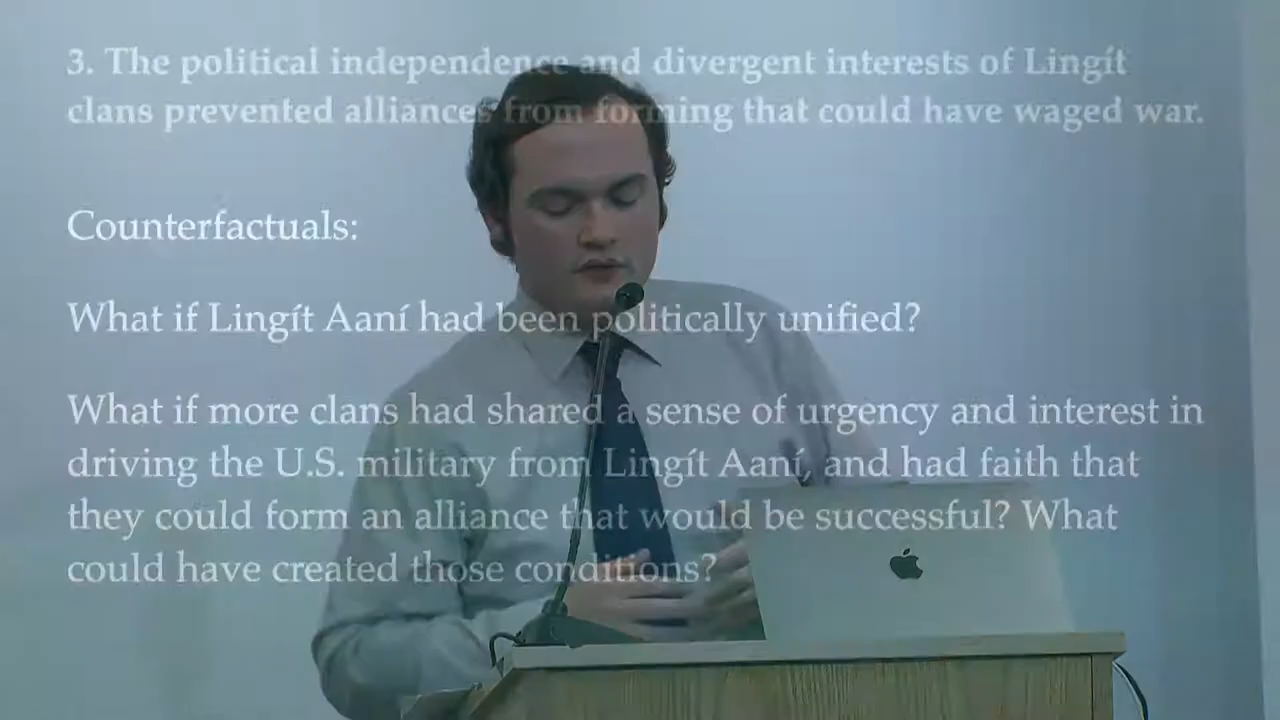 3. The political independence and divergent interests of Lingít
clans prevented alliances from forming that could have waged war.
Counterfactuals:
What if Lingít Aaní had been politically unified?
What if more clans had shared a sense of urgency and interest in
driving the U.S. military from Lingít Aaní, and had faith that
they could form an alliance that would be successful? What
could have created those conditions?